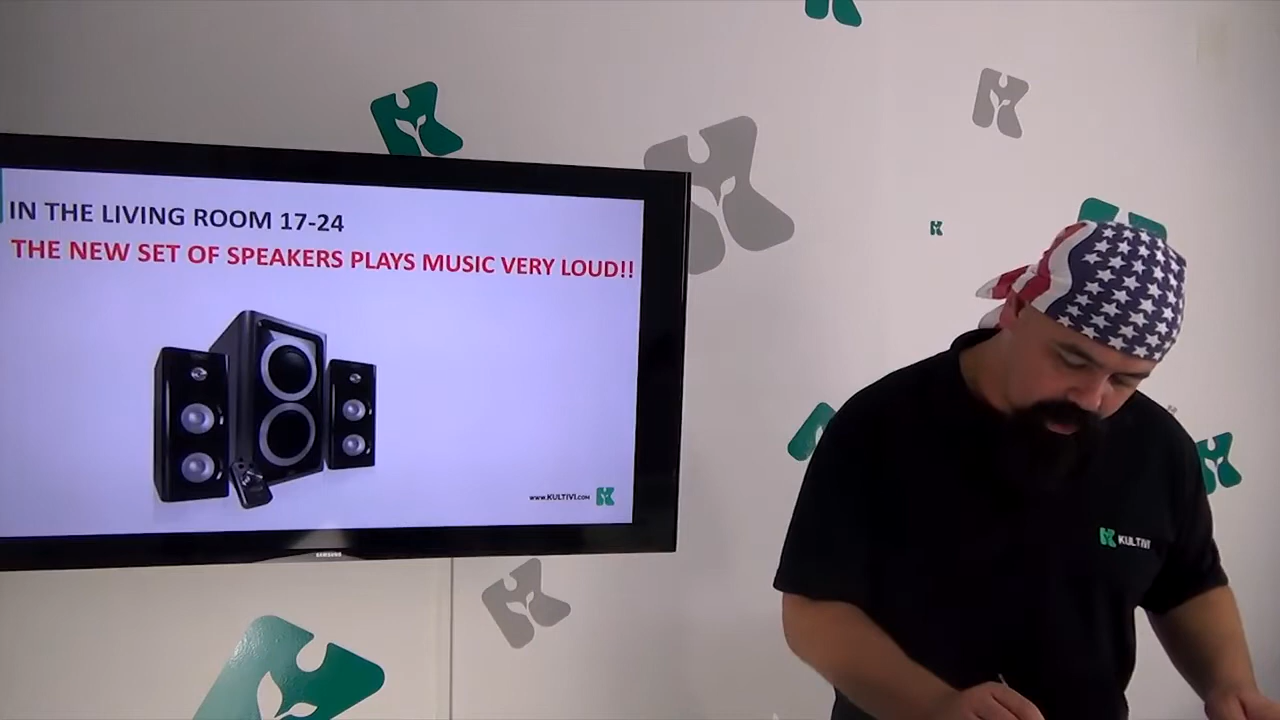 IN THE LIVING ROOM 17-24
THE NEW SET OF SPEAKERS PLAYS MUSIC VERY LOUD!!
www.KULTIVI.com
SAMSUNG
KULTIVI